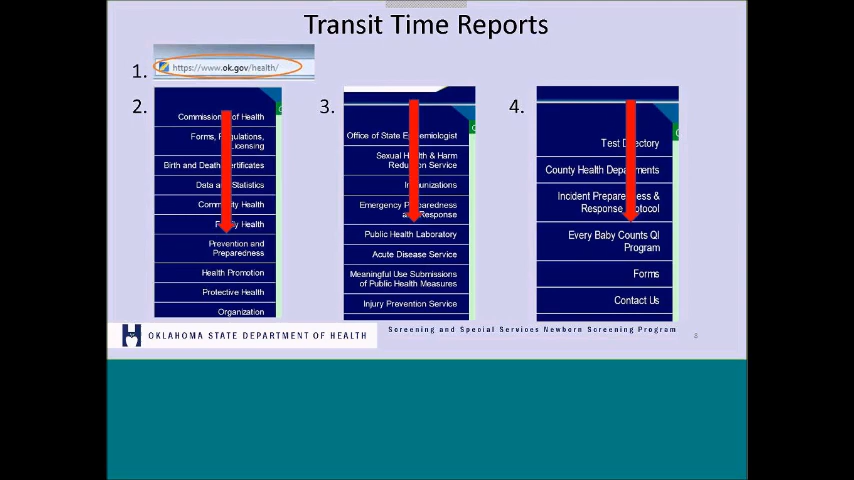 Transit Time Reports
1.
https://www.ok.gov/health/
2.
Commissioner of Health
Forms, Regulations,
Licensing
Birth and Death Certificates
Data and Statistics
Community Health
Family Health
Prevention and
Preparedness
Health Promotion
Protective Health
Organization
3.
Office of State Epidemiologist
Sexual Health & Harm
Reduction Service
Immunizations
Emergency Preparedness
and Response
Public Health Laboratory
Acute Disease Service
Meaningful Use Submissions
of Public Health Measures
Injury Prevention Service
4.
Test Directory
County Health Departments
Incident Preparedness &
Response Protocol
Every Baby Counts QI
Program
Forms
Contact Us
OKLAHOMA STATE DEPARTMENT OF HEALTH
Screening and Special Services Newborn Screening Program